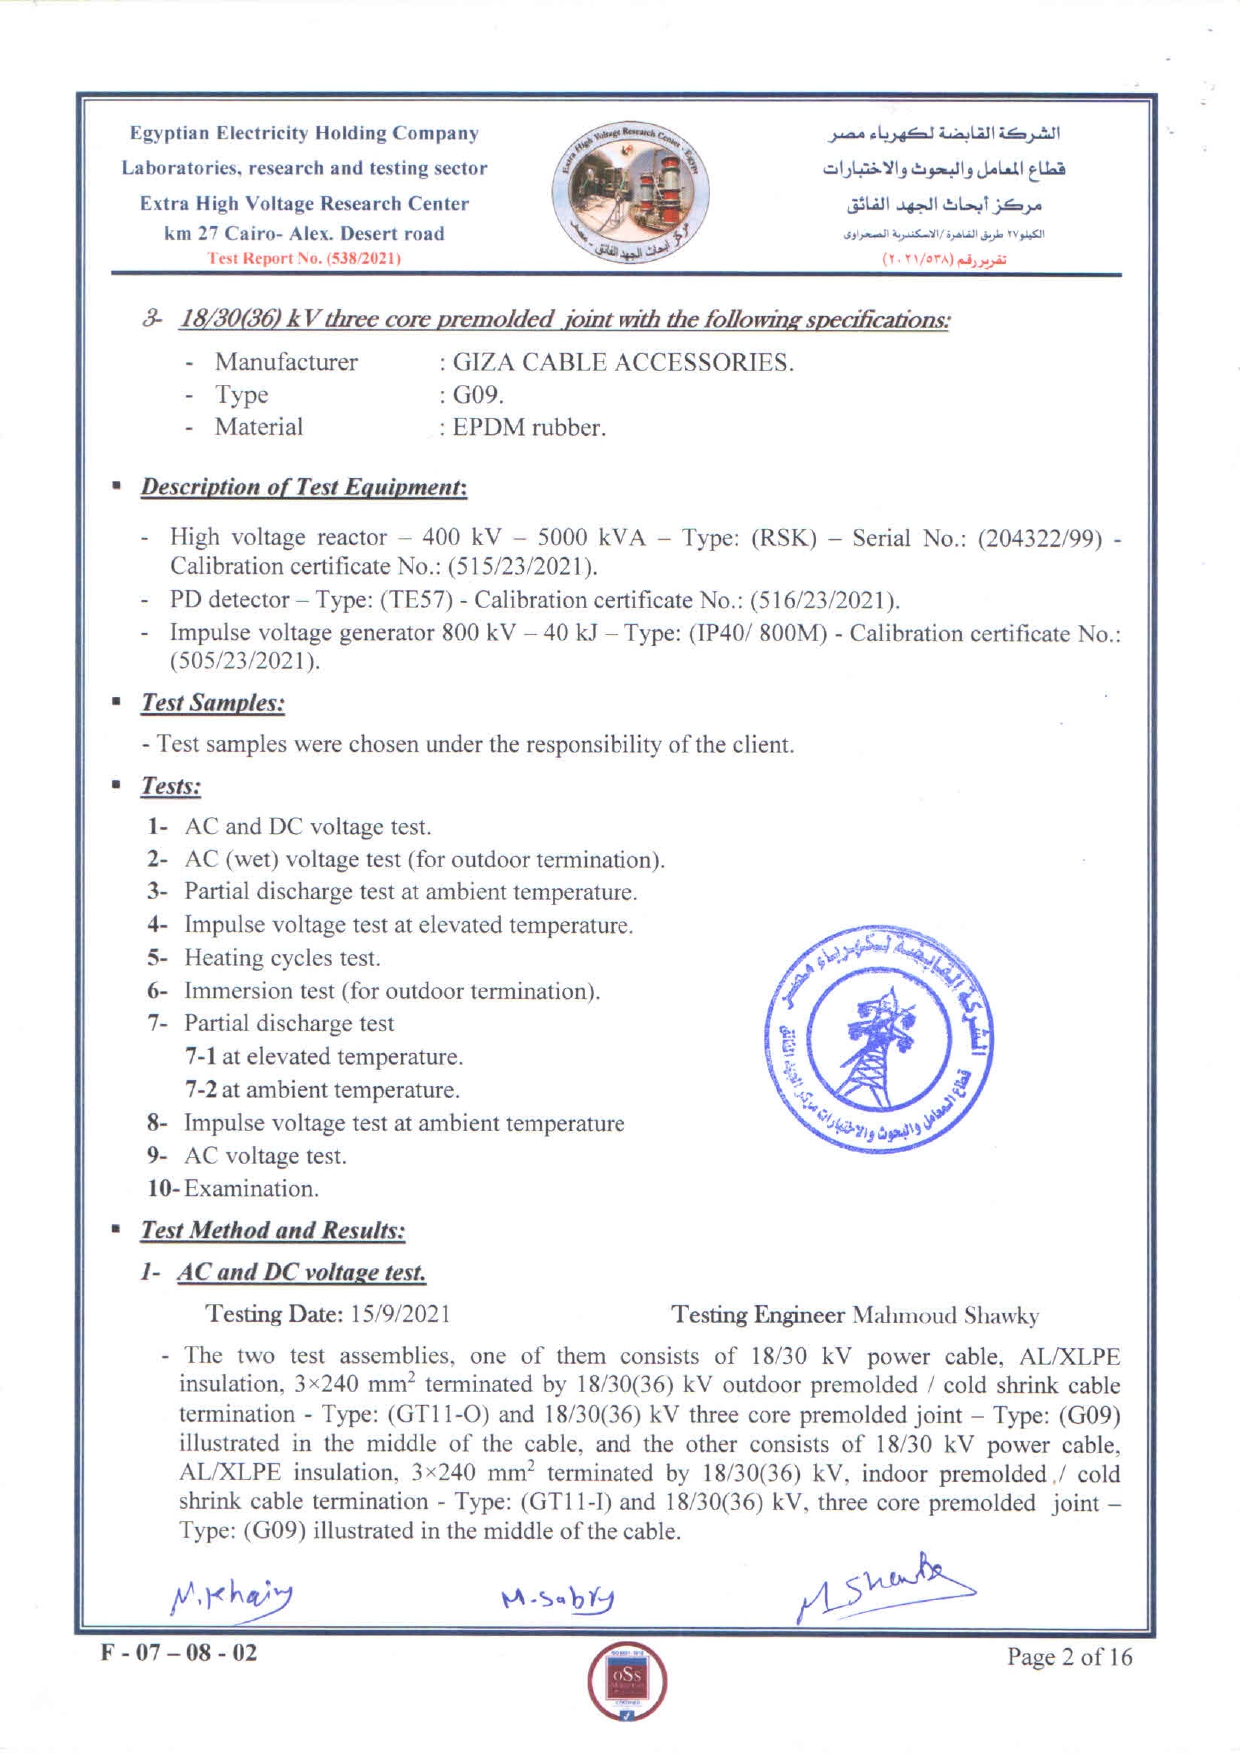 Egyptian Electricity Holding Company
Laboratories, research and testing sector
Extra High Voltage Research Center
km 27 Cairo- Alex. Desert road
Test Report No. (538/2021)
Extra High Voltage Research Center - Egypt
مركز أبحاث الجهد الفائق - مصر
الشركة القابضة لكهرباء مصر
قطاع المعامل والبحوث والاختبارات
مركز أبحاث الجهد الفائق
الكيلو ٢٧ طريق القاهرة /الاسكندرية الصحراوى
تقرير رقم (٢٠٢١/٥٣٨)
3- 18/30(36) kV three core premolded joint with the following specifications:
- Manufacturer : GIZA CABLE ACCESSORIES.
- Type : G09.
- Material : EPDM rubber.
▪ Description of Test Equipment:
- High voltage reactor – 400 kV – 5000 kVA – Type: (RSK) – Serial No.: (204322/99) -
Calibration certificate No.: (515/23/2021).
- PD detector – Type: (TE57) - Calibration certificate No.: (516/23/2021).
- Impulse voltage generator 800 kV – 40 kJ – Type: (IP40/ 800M) - Calibration certificate No.:
(505/23/2021).
▪ Test Samples:
- Test samples were chosen under the responsibility of the client.
▪ Tests:
1- AC and DC voltage test.
2- AC (wet) voltage test (for outdoor termination).
3- Partial discharge test at ambient temperature.
4- Impulse voltage test at elevated temperature.
5- Heating cycles test.
6- Immersion test (for outdoor termination).
7- Partial discharge test
7-1 at elevated temperature.
7-2 at ambient temperature.
8- Impulse voltage test at ambient temperature
9- AC voltage test.
10- Examination.
الشركة القابضة لكهرباء مصر
قطاع المعامل والبحوث والاختبارات مركز الجهد الفائق
▪ Test Method and Results:
1- AC and DC voltage test.
Testing Date: 15/9/2021 Testing Engineer Mahmoud Shawky
- The two test assemblies, one of them consists of 18/30 kV power cable, AL/XLPE
insulation, 3×240 mm² terminated by 18/30(36) kV outdoor premolded / cold shrink cable
termination - Type: (GT11-O) and 18/30(36) kV three core premolded joint – Type: (G09)
illustrated in the middle of the cable, and the other consists of 18/30 kV power cable,
AL/XLPE insulation, 3×240 mm² terminated by 18/30(36) kV, indoor premolded / cold
shrink cable termination - Type: (GT11-I) and 18/30(36) kV, three core premolded joint –
Type: (G09) illustrated in the middle of the cable.
M.Khairy M.Sabry
F - 07 – 08 - 02
oSs
Page 2 of 16